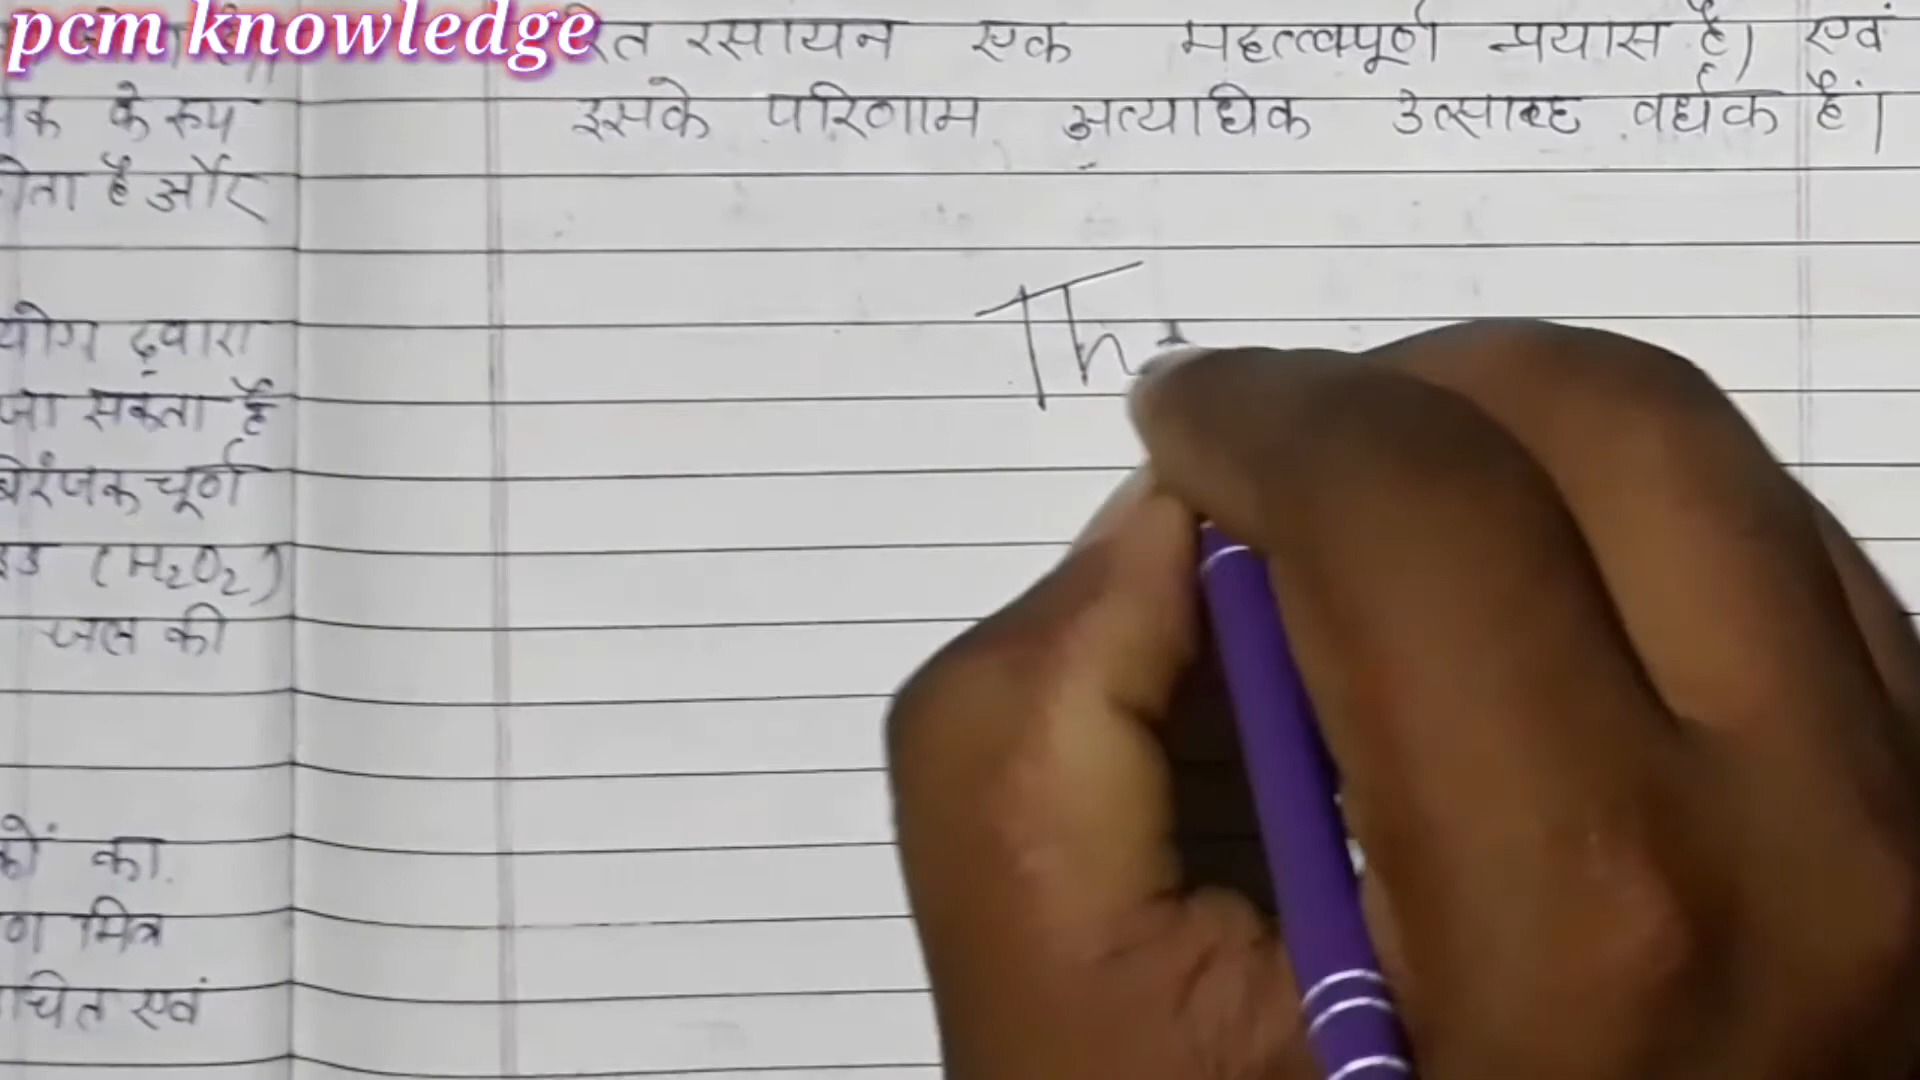 pcm knowledge
रसायन एक महत्त्वपूर्ण प्रयास है। एवं
इसके परिणाम अत्याधिक उत्साह वर्धक हैं।
के रूप
है और
द्वारा
जा सकता है
चूर्ण
(H₂O₂)
जल की
का
मित्र
एवं
Th